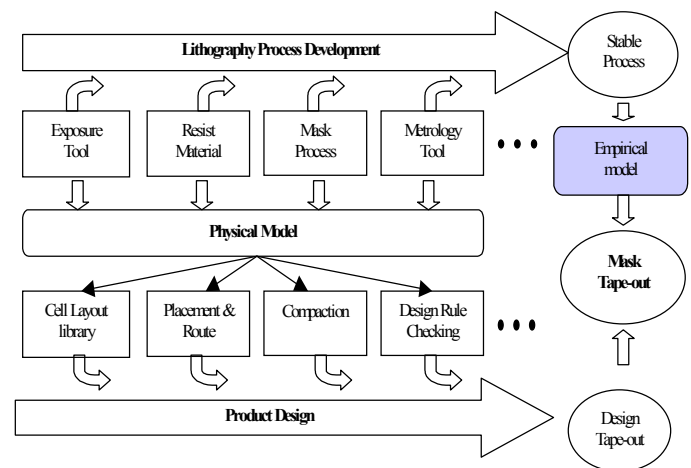 Lithography Process Development
Stable
Process
Exposure
Tool
Resist
Material
Mask
Process
Metrology
Tool
• • •
Empirical
model
Physical Model
Mask
Tape-out
Cell Layout
library
Placement &
Route
Compaction
Design Rule
Checking
• • •
Product Design
Design
Tape-out